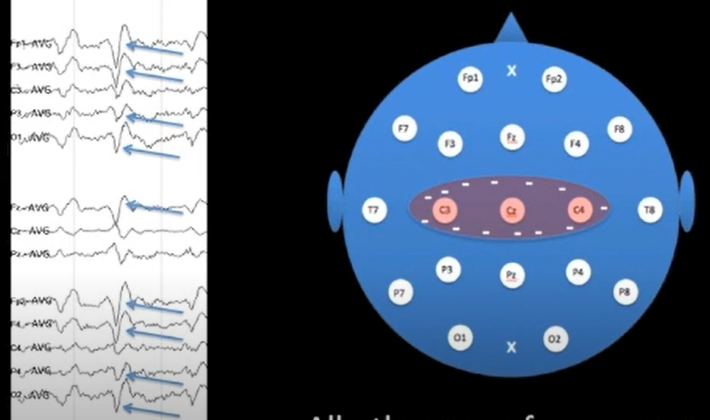 Fp1-AVG
F3-AVG
C3-AVG
P3-AVG
O1-AVG
Fz-AVG
Cz-AVG
Pz-AVG
Fp2-AVG
F4-AVG
C4-AVG
P4-AVG
O2-AVG
X
Fp1 Fp2
F7 F8
F3 Fz F4
T7 C3 Cz C4 T8
P3 Pz P4
P7 P8
O1 O2
X